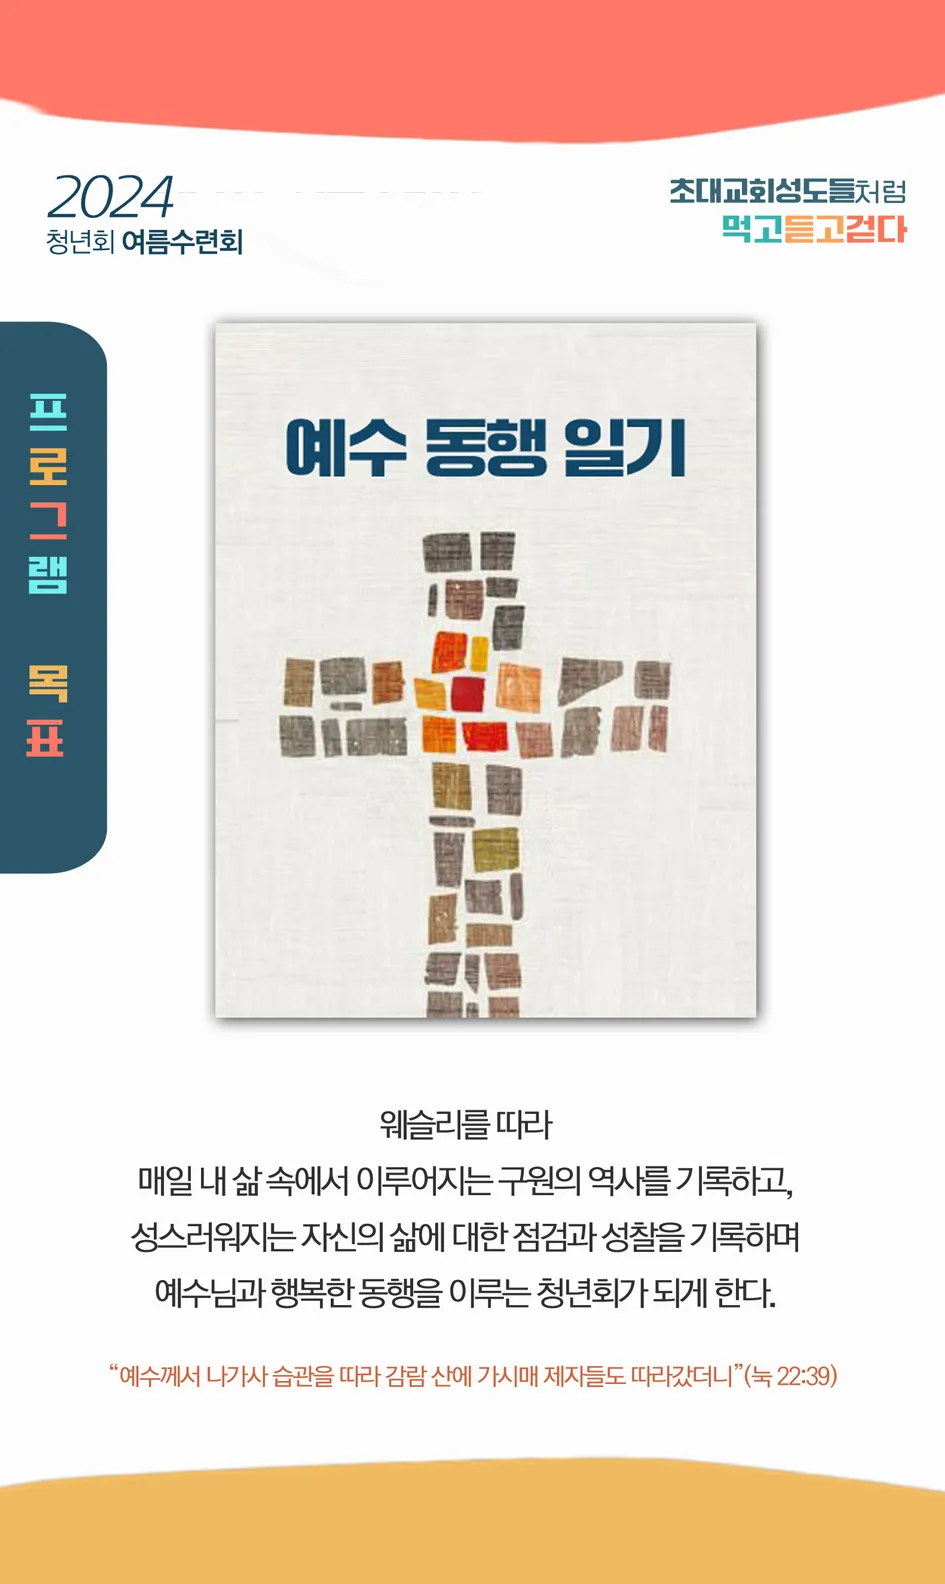 2024
청년회 여름수련회
초대교회성도들처럼
먹고듣고걷다
프로그램 목표
예수 동행 일기
웨슬리를 따라
매일 내 삶 속에서 이루어지는 구원의 역사를 기록하고,
성스러워지는 자신의 삶에 대한 점검과 성찰을 기록하며
예수님과 행복한 동행을 이루는 청년회가 되게 한다.
“예수께서 나가사 습관을 따라 감람 산에 가시매 제자들도 따라갔더니”(눅 22:39)